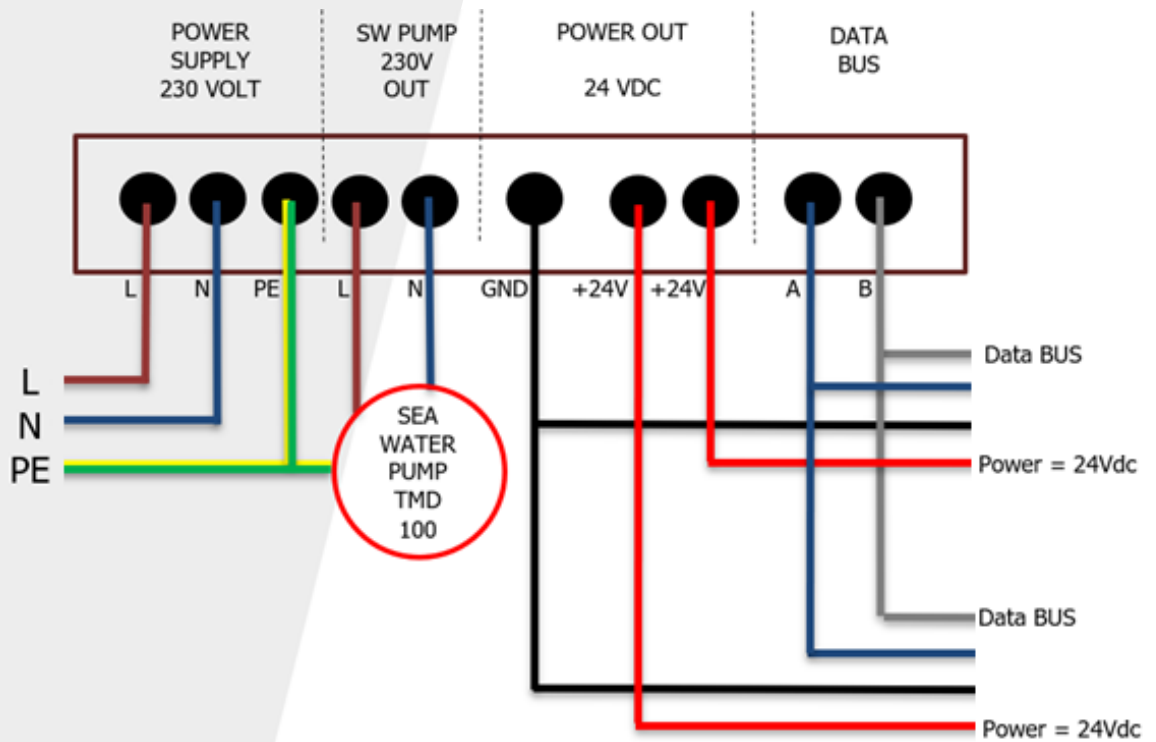 POWER
SUPPLY
230 VOLT
SW PUMP
230V
OUT
POWER OUT
24 VDC
DATA
BUS
L N PE L N GND +24V +24V A B
L
N
PE
SEA
WATER
PUMP
TMD
100
Data BUS
Power = 24Vdc
Data BUS
Power = 24Vdc